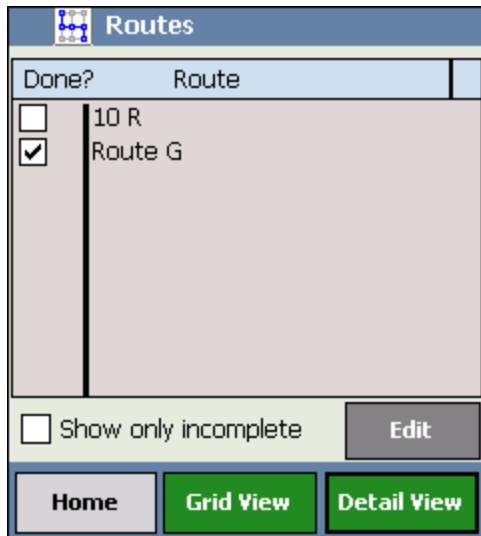 Routes
Done? Route
10 R
Route G
Show only incomplete Edit
Home Grid View Detail View